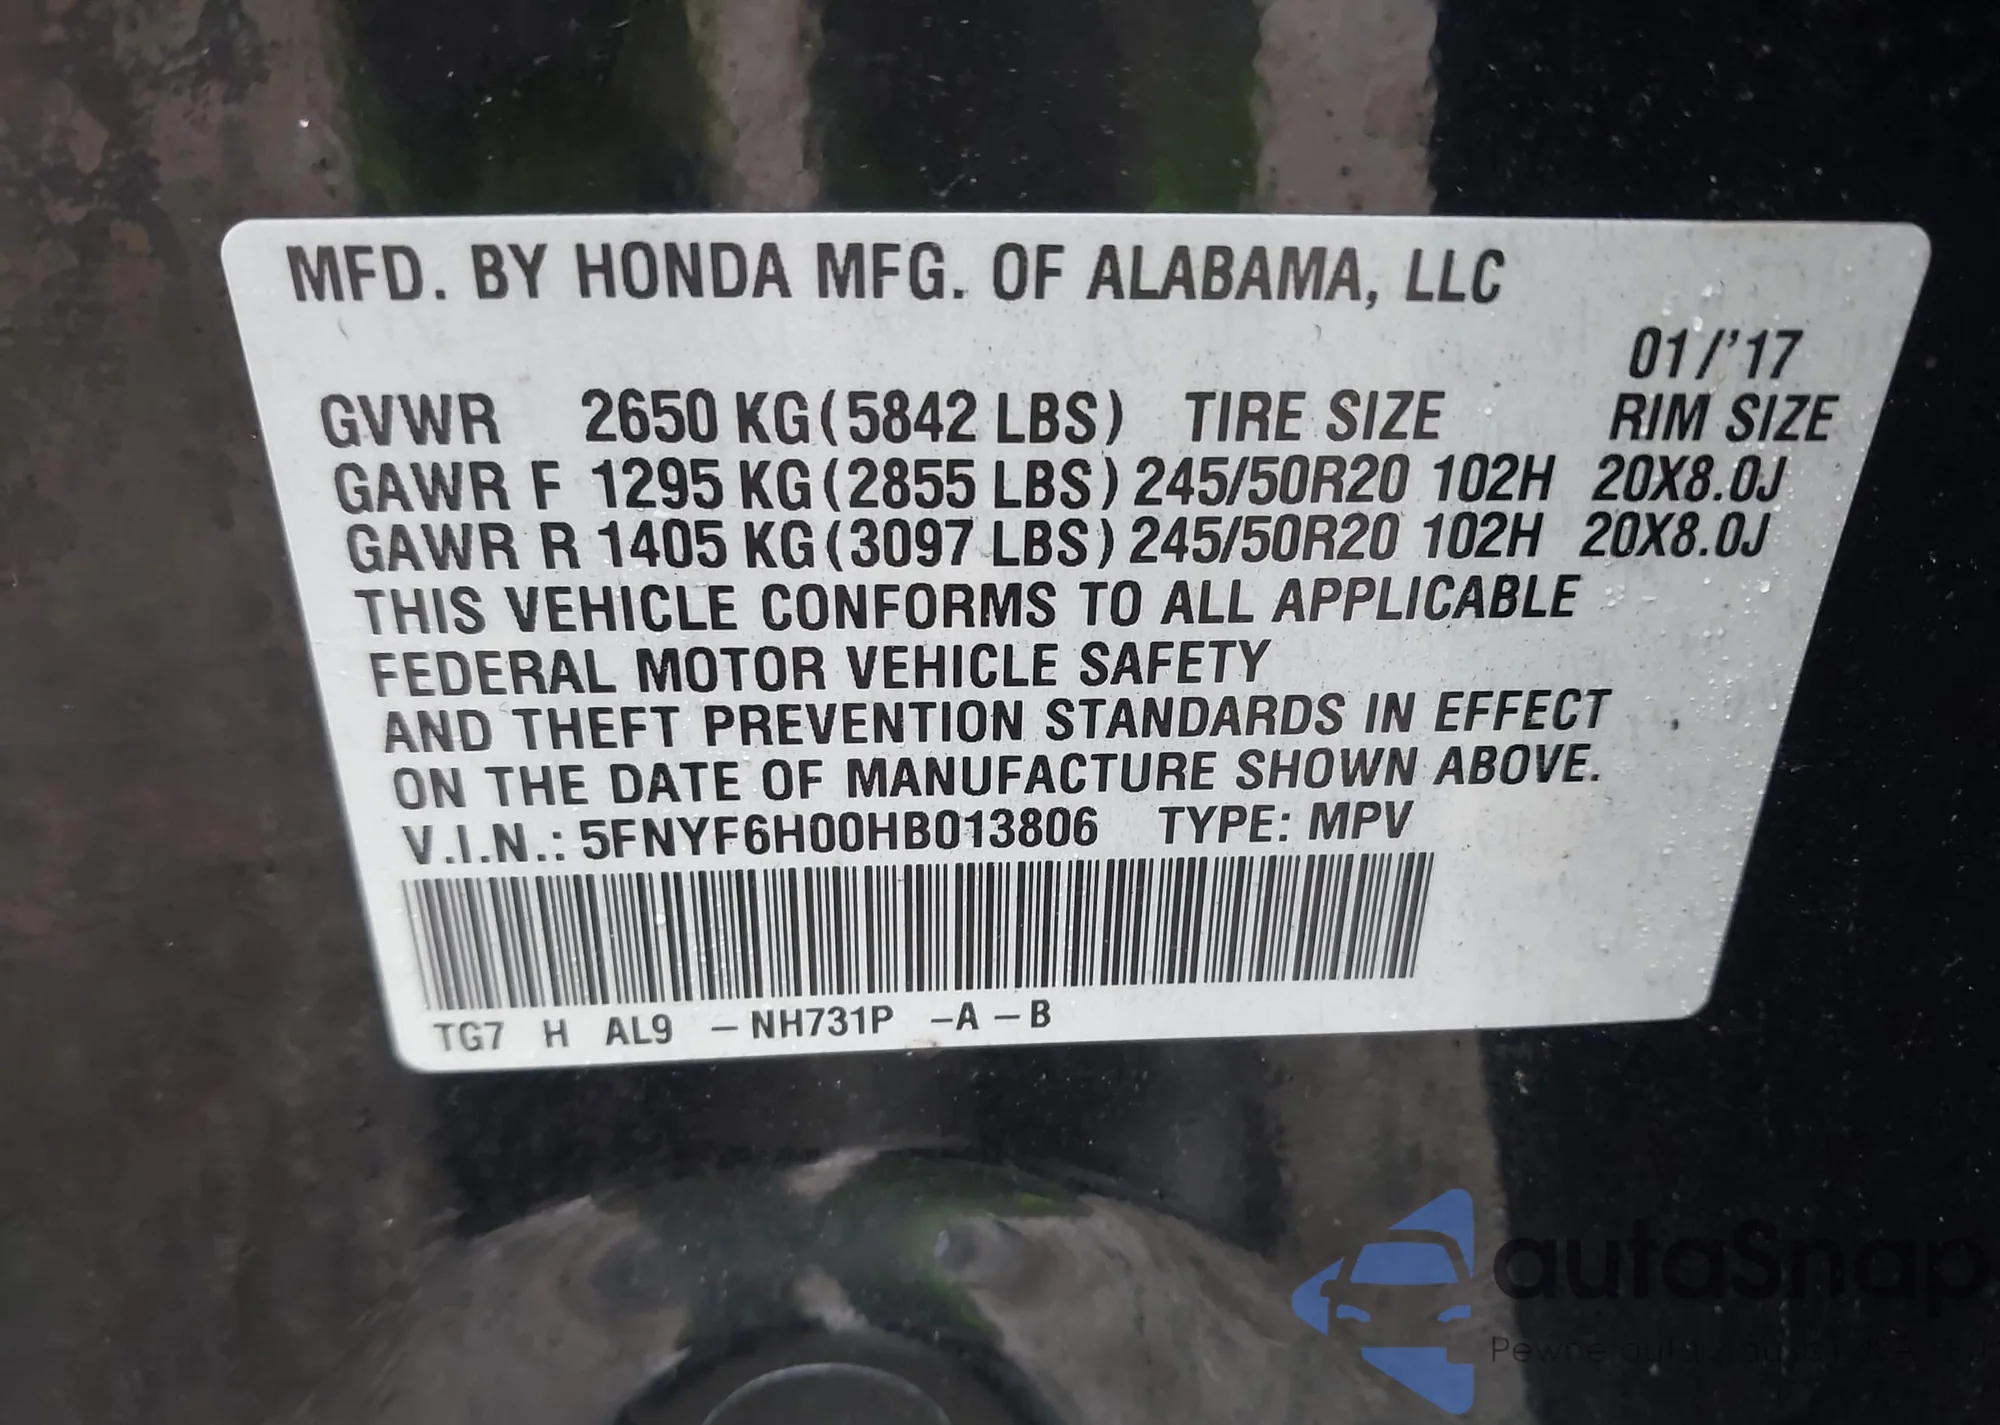 MFD. BY HONDA MFG. OF ALABAMA, LLC
01/'17
GVWR 2650 KG(5842 LBS) TIRE SIZE RIM SIZE
GAWR F 1295 KG(2855 LBS) 245/50R20 102H 20X8.0J
GAWR R 1405 KG(3097 LBS) 245/50R20 102H 20X8.0J
THIS VEHICLE CONFORMS TO ALL APPLICABLE
FEDERAL MOTOR VEHICLE SAFETY
AND THEFT PREVENTION STANDARDS IN EFFECT
ON THE DATE OF MANUFACTURE SHOWN ABOVE.
V.I.N.: 5FNYF6H00HB013806 TYPE: MPV
TG7 H AL9 -NH731P -A-B
autaSnap
Pewne auta